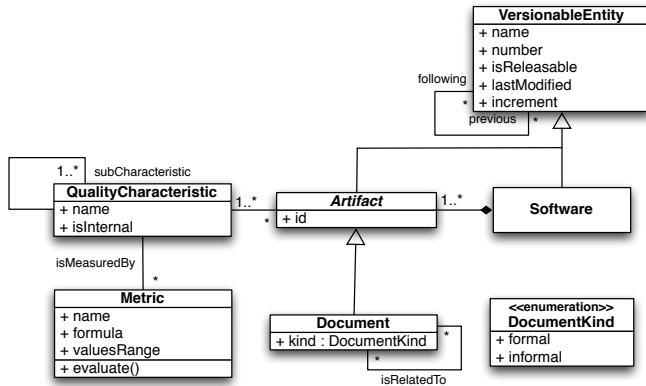 VersionableEntity
+ name
+ number
+ isReleasable
+ lastModified
+ increment
following
*
previous
*
1..*
subCharacteristic
QualityCharacteristic
+ name
+ isInternal
1..*
*
Artifact
+ id
1..*
Software
isMeasuredBy
*
Metric
+ name
+ formula
+ valuesRange
+ evaluate()
Document
+ kind : DocumentKind
*
*
isRelatedTo
<<enumeration>>
DocumentKind
+ formal
+ informal